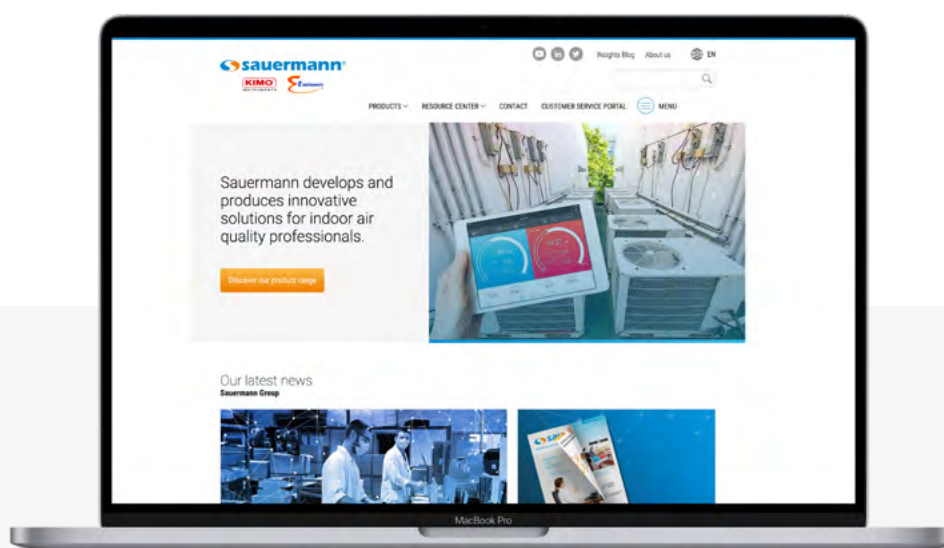 Insights Blog About us EN
sauermann
KIMO
INSTRUMENTS
PRODUCTS RESOURCE CENTER CONTACT CUSTOMER SERVICE PORTAL MENU
Sauermann develops and
produces innovative
solutions for indoor air
quality professionals.
Discover our product range
Our latest news
Sauermann Group
MacBook Pro